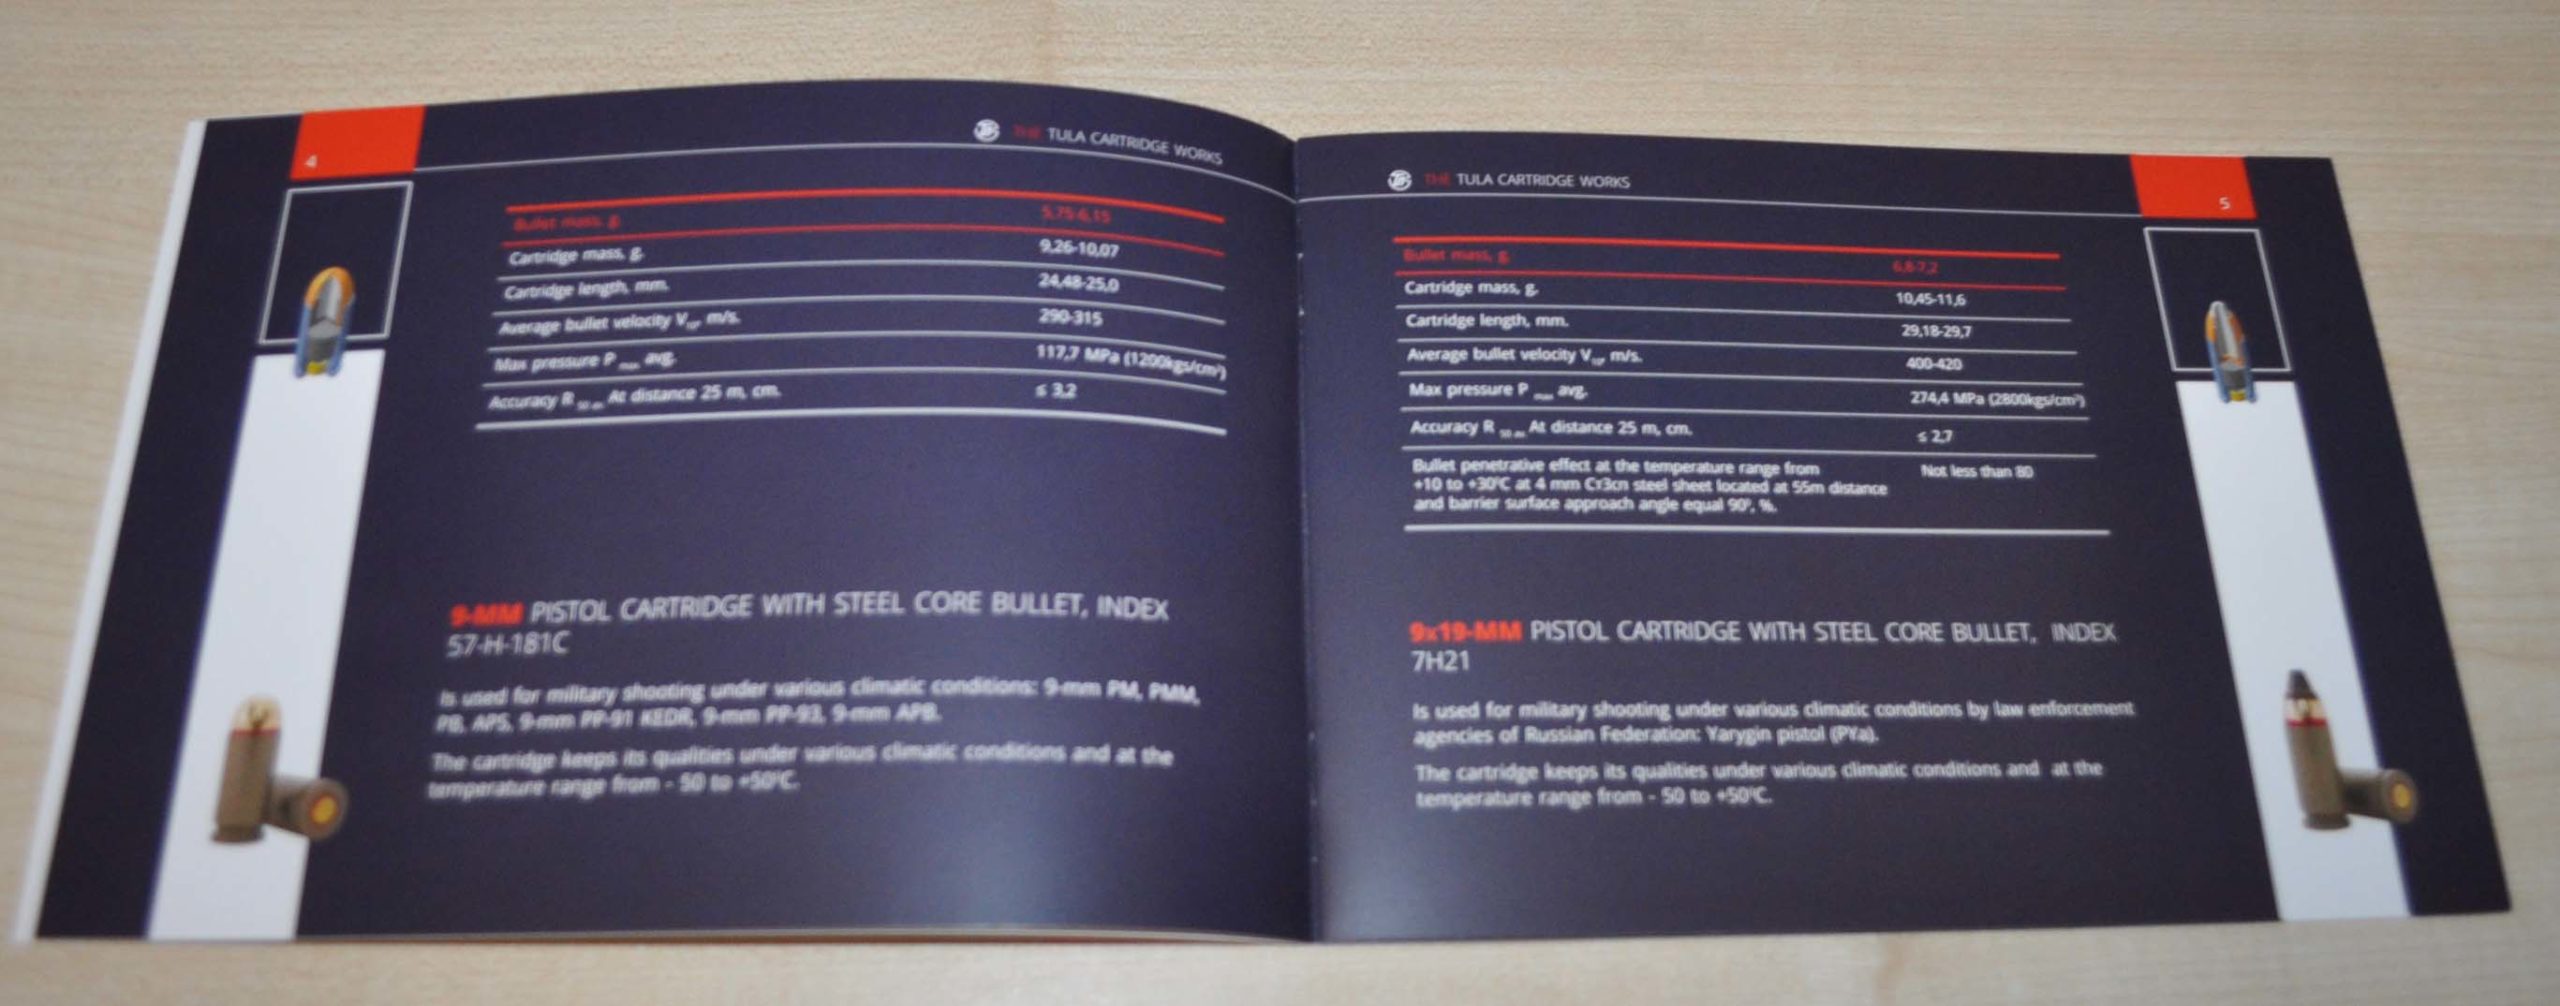 4
THE TULA CARTRIDGE WORKS
Bullet mass, g. 5,75-6,15
Cartridge mass, g. 9,26-10,07
Cartridge length, mm. 24,48-25,0
Average bullet velocity V₁₀, m/s. 290-315
Max pressure P max. avg. 117,7 MPa (1200kgs/cm²)
Accuracy R 50 av. At distance 25 m, cm. ≤ 3,2
9-MM PISTOL CARTRIDGE WITH STEEL CORE BULLET, INDEX
57-H-181C
Is used for military shooting under various climatic conditions: 9-mm PM, PMM,
PB, APS, 9-mm PP-91 KEDR, 9-mm PP-93, 9-mm APB.
The cartridge keeps its qualities under various climatic conditions and at the
temperature range from - 50 to +50°C.
THE TULA CARTRIDGE WORKS
5
Bullet mass, g. 6,8-7,2
Cartridge mass, g. 10,45-11,6
Cartridge length, mm. 29,18-29,7
Average bullet velocity V₁₀, m/s. 400-420
Max pressure P max. avg. 274,4 MPa (2800kgs/cm²)
Accuracy R 50 av. At distance 25 m, cm. ≤ 2,7
Bullet penetrative effect at the temperature range from Not less than 80
+10 to +30°C at 4 mm Ст3сп steel sheet located at 55m distance
and barrier surface approach angle equal 90°, %.
9x19-MM PISTOL CARTRIDGE WITH STEEL CORE BULLET, INDEX
7H21
Is used for military shooting under various climatic conditions by law enforcement
agencies of Russian Federation: Yarygin pistol (PYa).
The cartridge keeps its qualities under various climatic conditions and at the
temperature range from - 50 to +50°C.